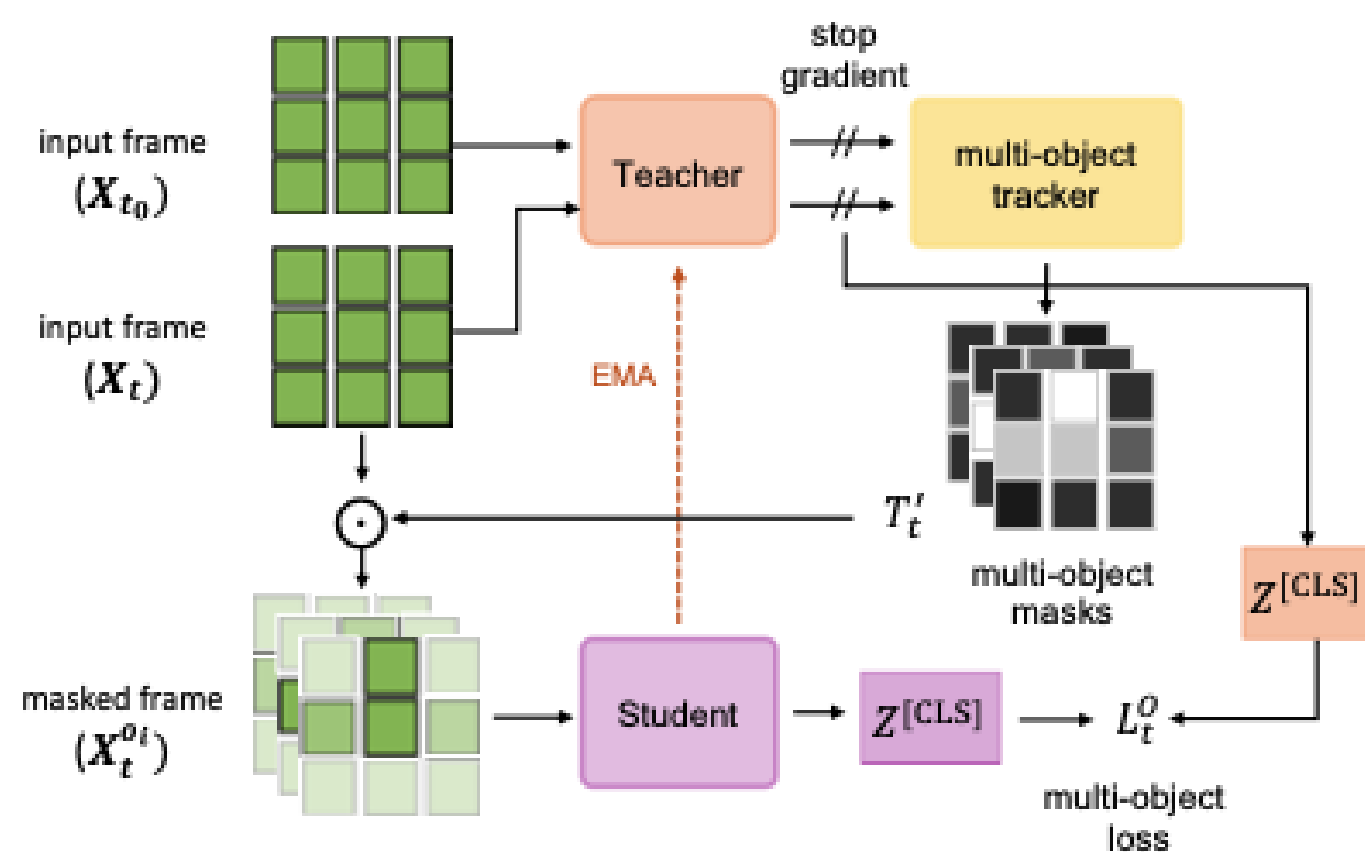 stop
gradient
input frame
(X_{t_0})
Teacher
//
//
multi-object
tracker
input frame
(X_t)
EMA
T'_t
multi-object
masks
Z^{[CLS]}
masked frame
(X_t^{o_i})
Student
Z^{[CLS]}
L_t^O
multi-object
loss